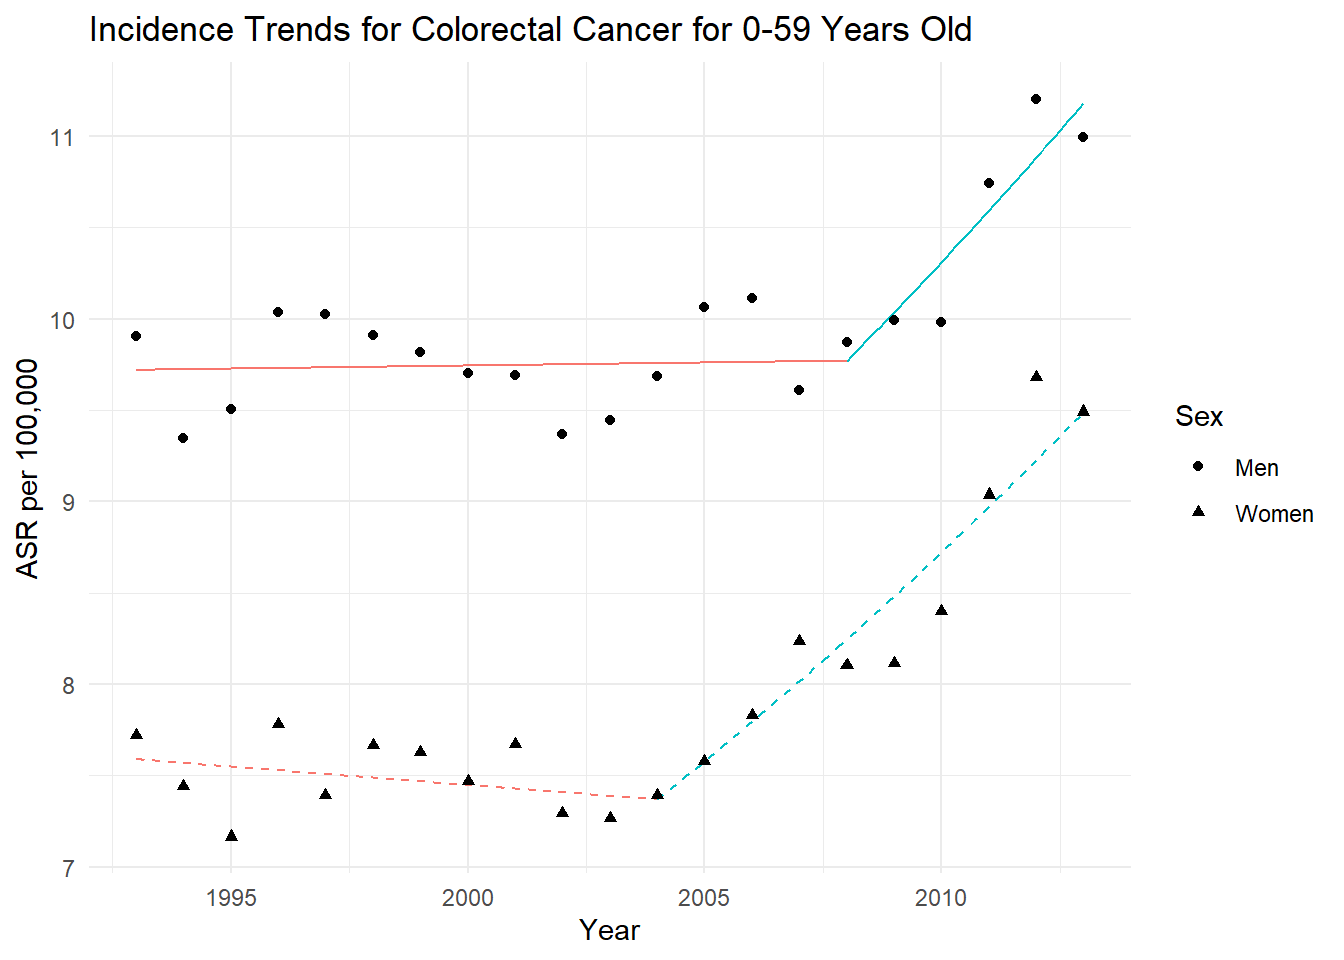 Incidence Trends for Colorectal Cancer for 0-59 Years Old
11
10
9
8
7
ASR per 100,000
1995
2000
2005
2010
Year
Sex
Men
Women